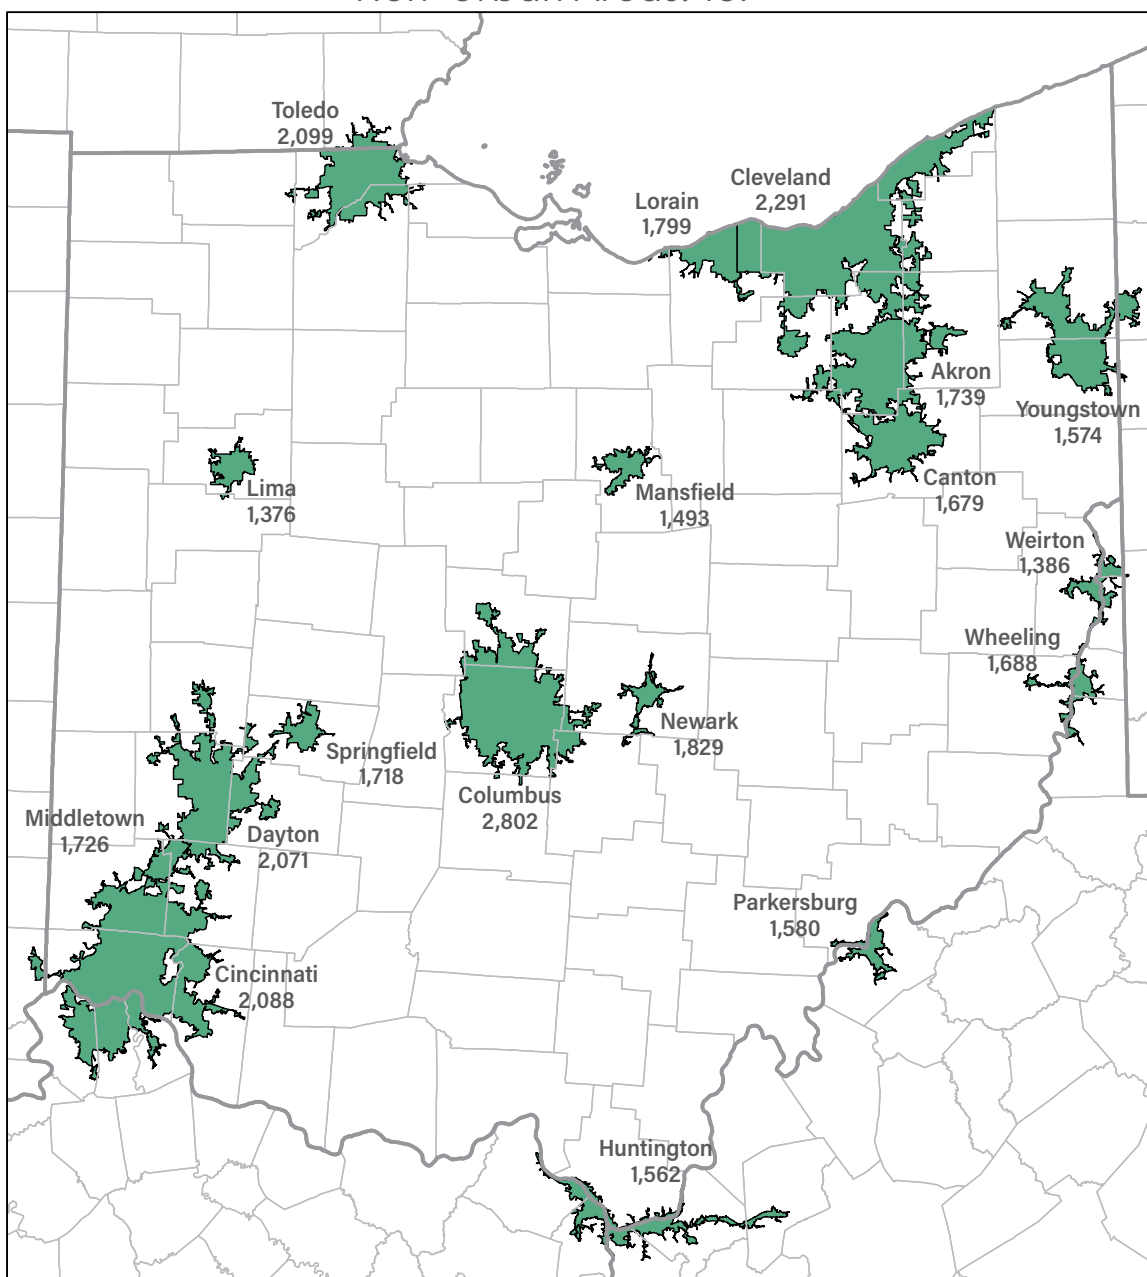 Toledo
2,099
Cleveland
2,291
Lorain
1,799
Akron
1,739
Youngstown
1,574
Canton
1,679
Lima
1,376
Mansfield
1,493
Weirton
1,386
Wheeling
1,688
Newark
1,829
Springfield
1,718
Columbus
2,802
Middletown
1,726
Dayton
2,071
Parkersburg
1,580
Cincinnati
2,088
Huntington
1,562